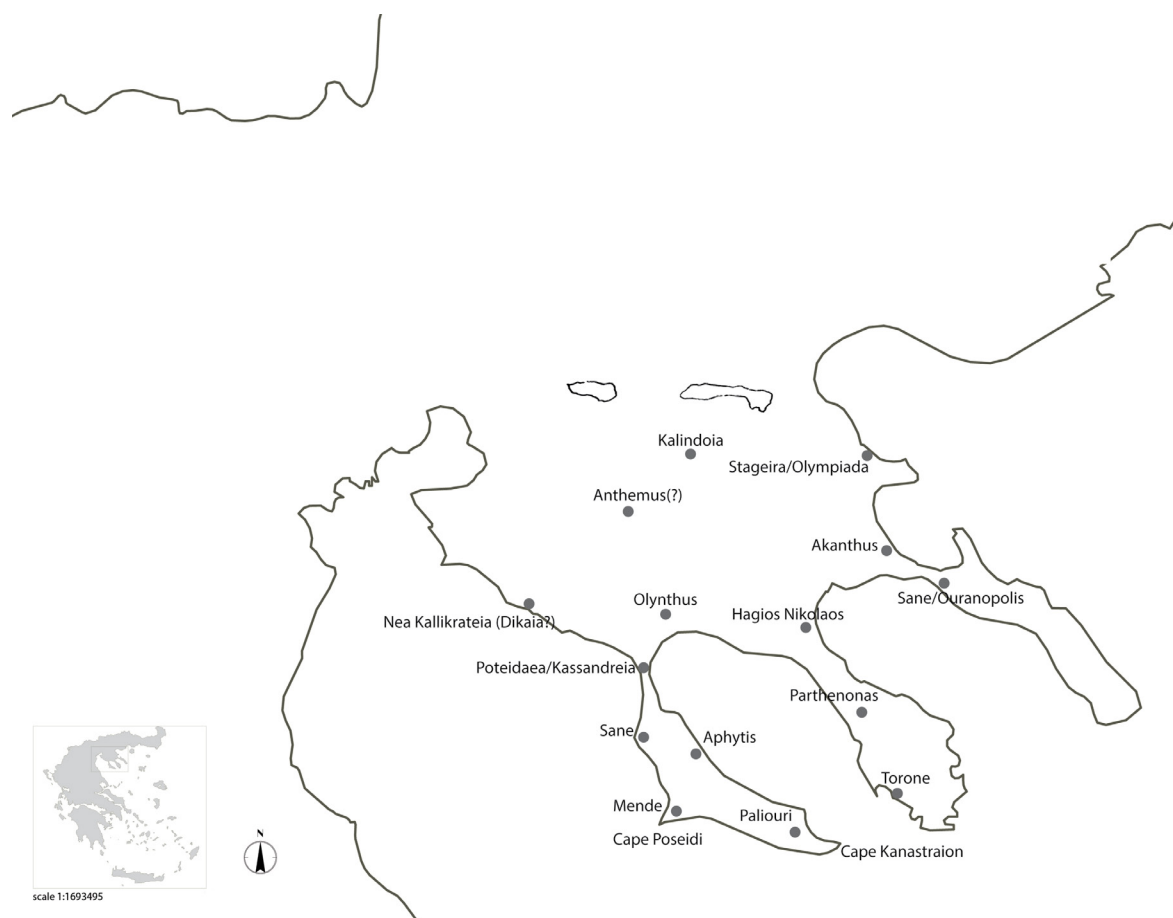 Kalindoia
Stageira/Olympiada
Anthemus(?)
Akanthus
Sane/Ouranopolis
Olynthus
Hagios Nikolaos
Nea Kallikrateia (Dikaia?)
Poteidaea/Kassandreia
Parthenonas
Sane
Aphytis
Torone
Mende
Paliouri
Cape Poseidi
Cape Kanastraion
N
scale 1:1693495